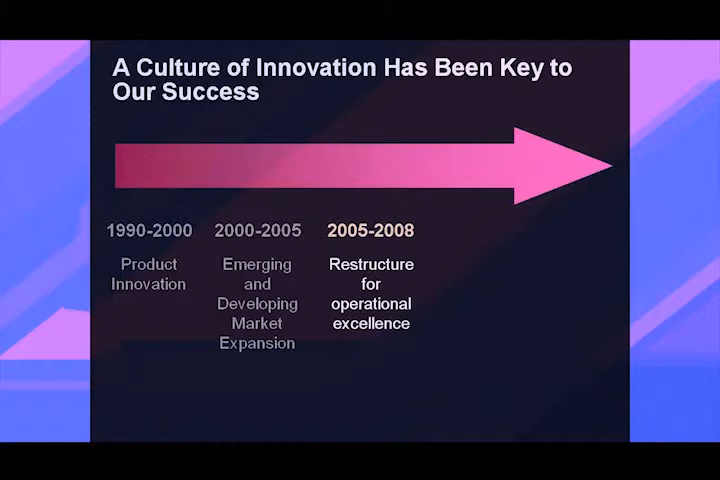 A Culture of Innovation Has Been Key to
Our Success
1990-2000
Product
Innovation
2000-2005
Emerging
and
Developing
Market
Expansion
2005-2008
Restructure
for
operational
excellence